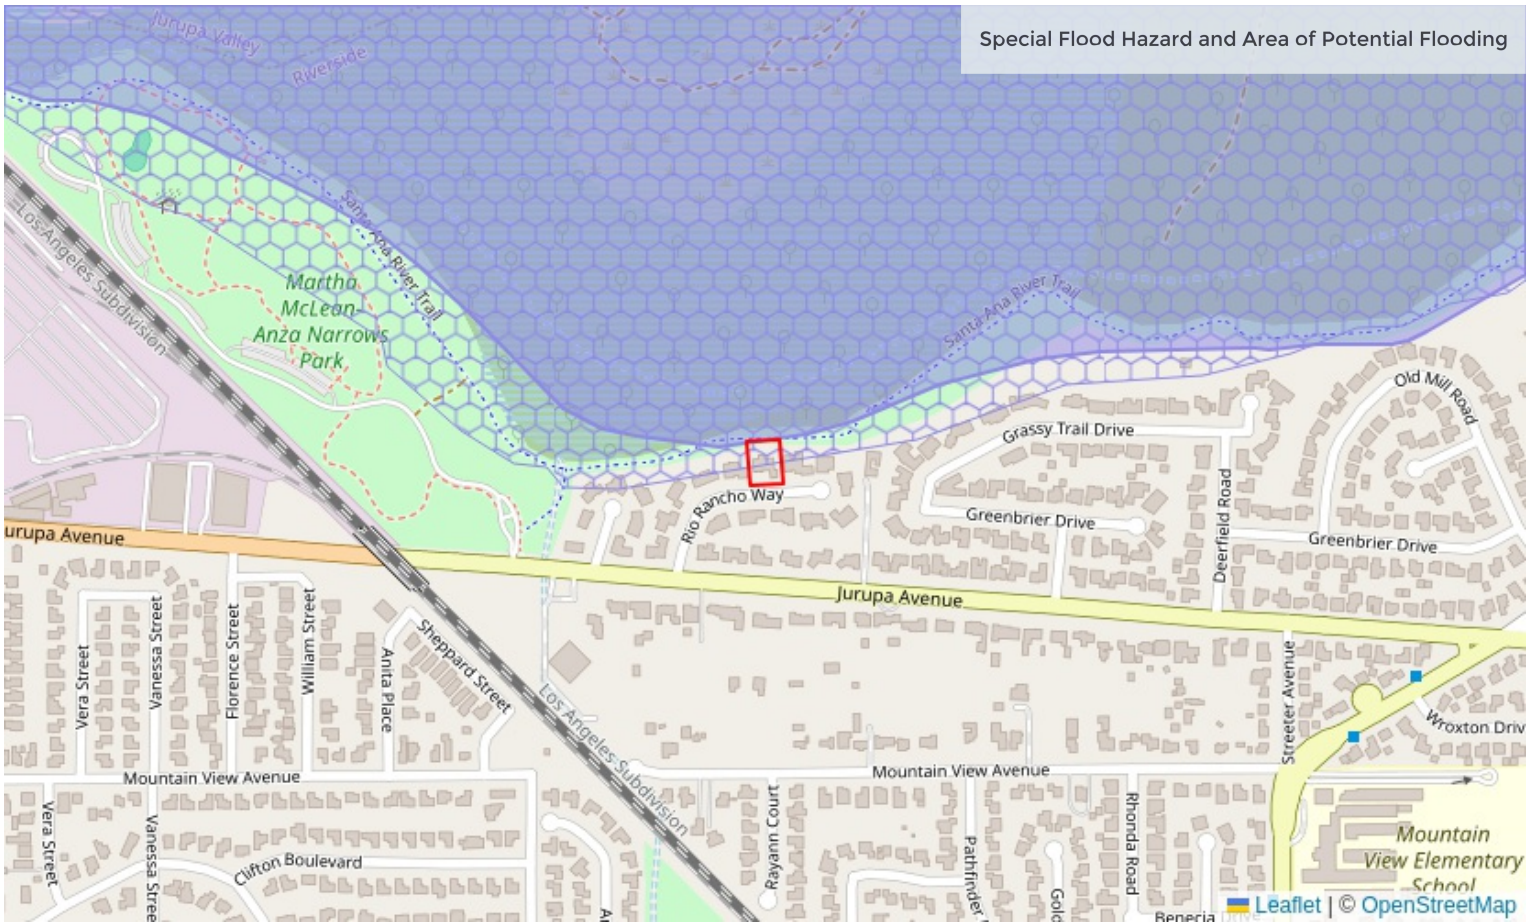 Special Flood Hazard and Area of Potential Flooding
Jurupa Valley
Riverside
Santa Ana River Trail
Los Angeles Subdivision
Martha
McLean-
Anza Narrows
Park
Santa Ana River Trail
Old Mill Road
Grassy Trail Drive
Rio Rancho Way
Greenbrier Drive
Deerfield Road
Greenbrier Drive
urupa Avenue
Jurupa Avenue
Vera Street
Vanessa Street
Florence Street
William Street
Anita Place
Sheppard Street
Los Angeles Subdivision
Streeter Avenue
Wroxton Driv
Mountain View Avenue
Mountain View Avenue
Vera Street
Vanessa Stree
Clifton Boulevard
Rayann Court
Pathfinder
Gold
Rhonda Road
Mountain
View Elementary
School
Benecia Drive
Leaflet | © OpenStreetMap